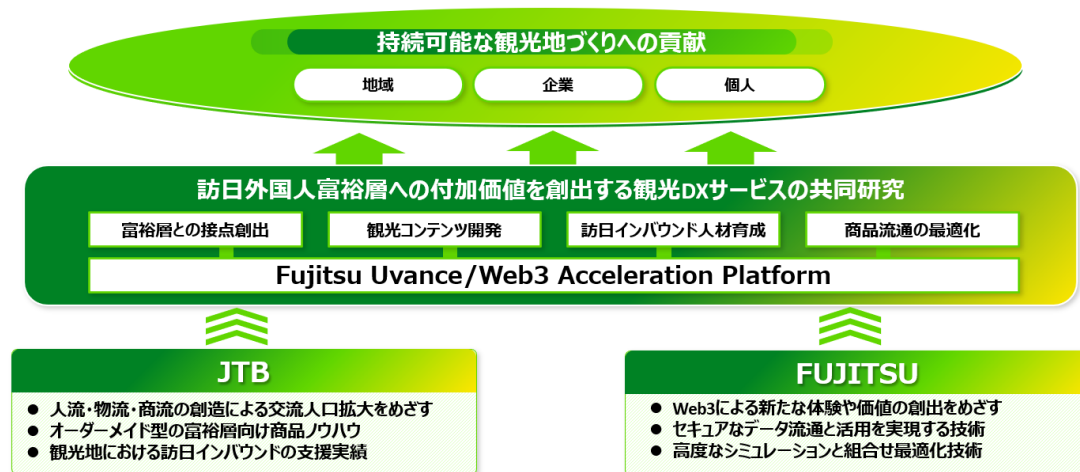 持続可能な観光地づくりへの貢献
地域 企業 個人
訪日外国人富裕層への付加価値を創出する観光DXサービスの共同研究
富裕層との接点創出 観光コンテンツ開発 訪日インバウンド人材育成 商品流通の最適化
Fujitsu Uvance/Web3 Acceleration Platform
JTB
● 人流・物流・商流の創造による交流人口拡大をめざす
● オーダーメイド型の富裕層向け商品ノウハウ
● 観光地における訪日インバウンドの支援実績
FUJITSU
● Web3による新たな体験や価値の創出をめざす
● セキュアなデータ流通と活用を実現する技術
● 高度なシミュレーションと組合せ最適化技術